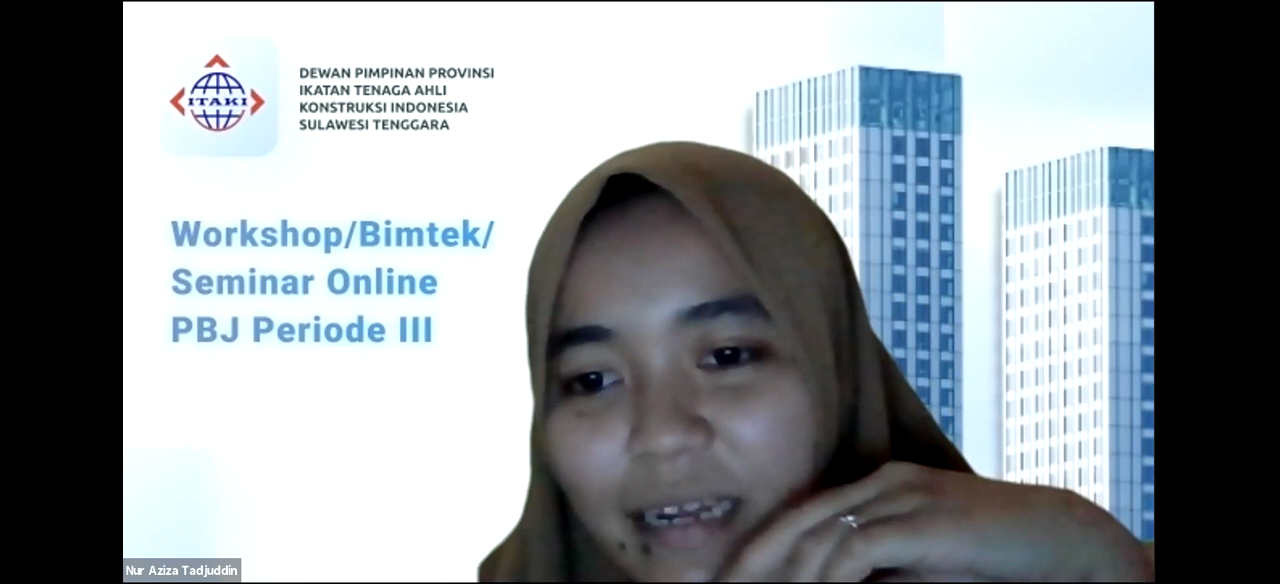 ITAKI
DEWAN PIMPINAN PROVINSI
IKATAN TENAGA AHLI
KONSTRUKSI INDONESIA
SULAWESI TENGGARA
Workshop/Bimtek/
Seminar Online
PBJ Periode III
Nur Aziza Tadjuddin